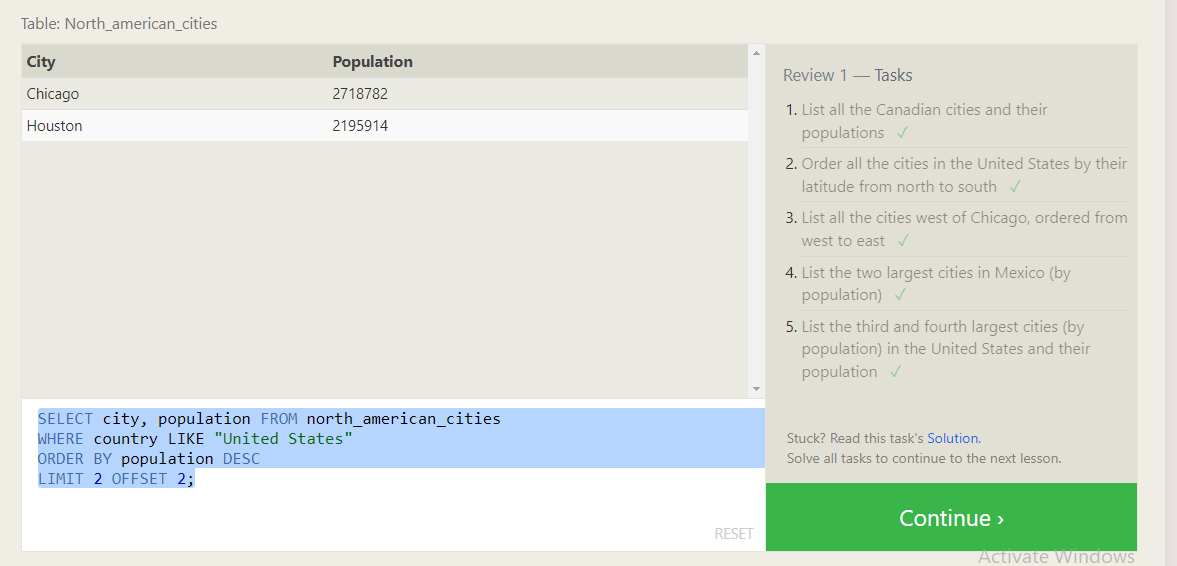 Table: North_american_cities
City Population
Chicago 2718782
Houston 2195914
SELECT city, population FROM north_american_cities
WHERE country LIKE "United States"
ORDER BY population DESC
LIMIT 2 OFFSET 2;
RESET
Review 1 — Tasks
1. List all the Canadian cities and their
populations ✓
2. Order all the cities in the United States by their
latitude from north to south ✓
3. List all the cities west of Chicago, ordered from
west to east ✓
4. List the two largest cities in Mexico (by
population) ✓
5. List the third and fourth largest cities (by
population) in the United States and their
population ✓
Stuck? Read this task's Solution.
Solve all tasks to continue to the next lesson.
Continue ›
Activate Windows